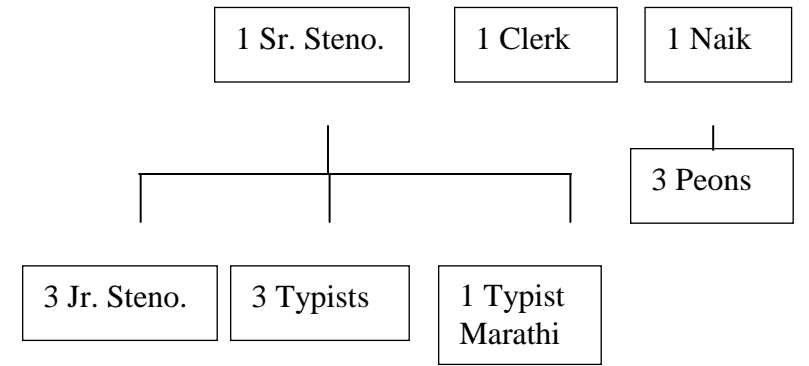 1 Sr. Steno.
1 Clerk
1 Naik
3 Peons
3 Jr. Steno.
3 Typists
1 Typist
Marathi